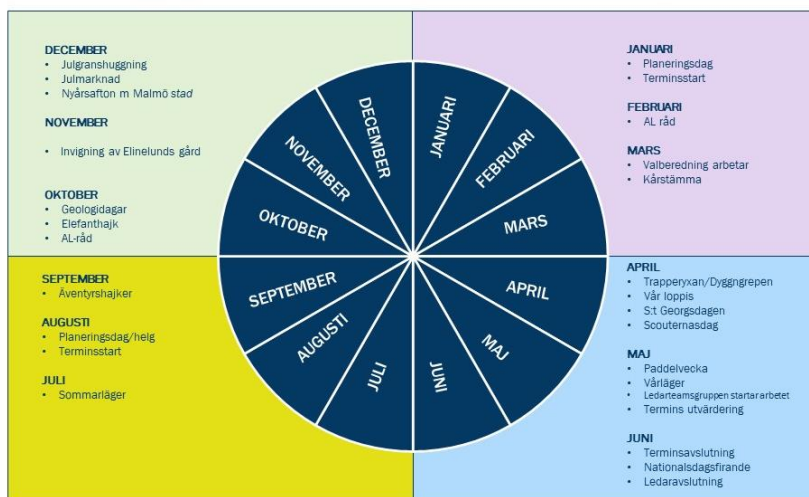 DECEMBER
• Julgranshuggning
• Julmarknad
• Nyårsafton m Malmö stad
NOVEMBER
• Invigning av Elinelunds gård
OKTOBER
• Geologidagar
• Elefanthajk
• AL-råd
SEPTEMBER
• Äventyrshajker
AUGUSTI
• Planeringsdag/helg
• Terminsstart
JULI
• Sommarläger
DECEMBER
JANUARI
NOVEMBER
FEBRUARI
OKTOBER
MARS
SEPTEMBER
APRIL
AUGUSTI
MAJ
JULI
JUNI
JANUARI
• Planeringsdag
• Terminsstart
FEBRUARI
• AL råd
MARS
• Valberedning arbetar
• Kårstämma
APRIL
• Trapperyxan/Dyggngrepen
• Vår loppis
• S:t Georgsdagen
• Scouternasdag
MAJ
• Paddelvecka
• Vårläger
• Ledarteamsgruppen startar arbetet
• Termins utvärdering
JUNI
• Terminsavslutning
• Nationalsdagsfirande
• Ledaravslutning